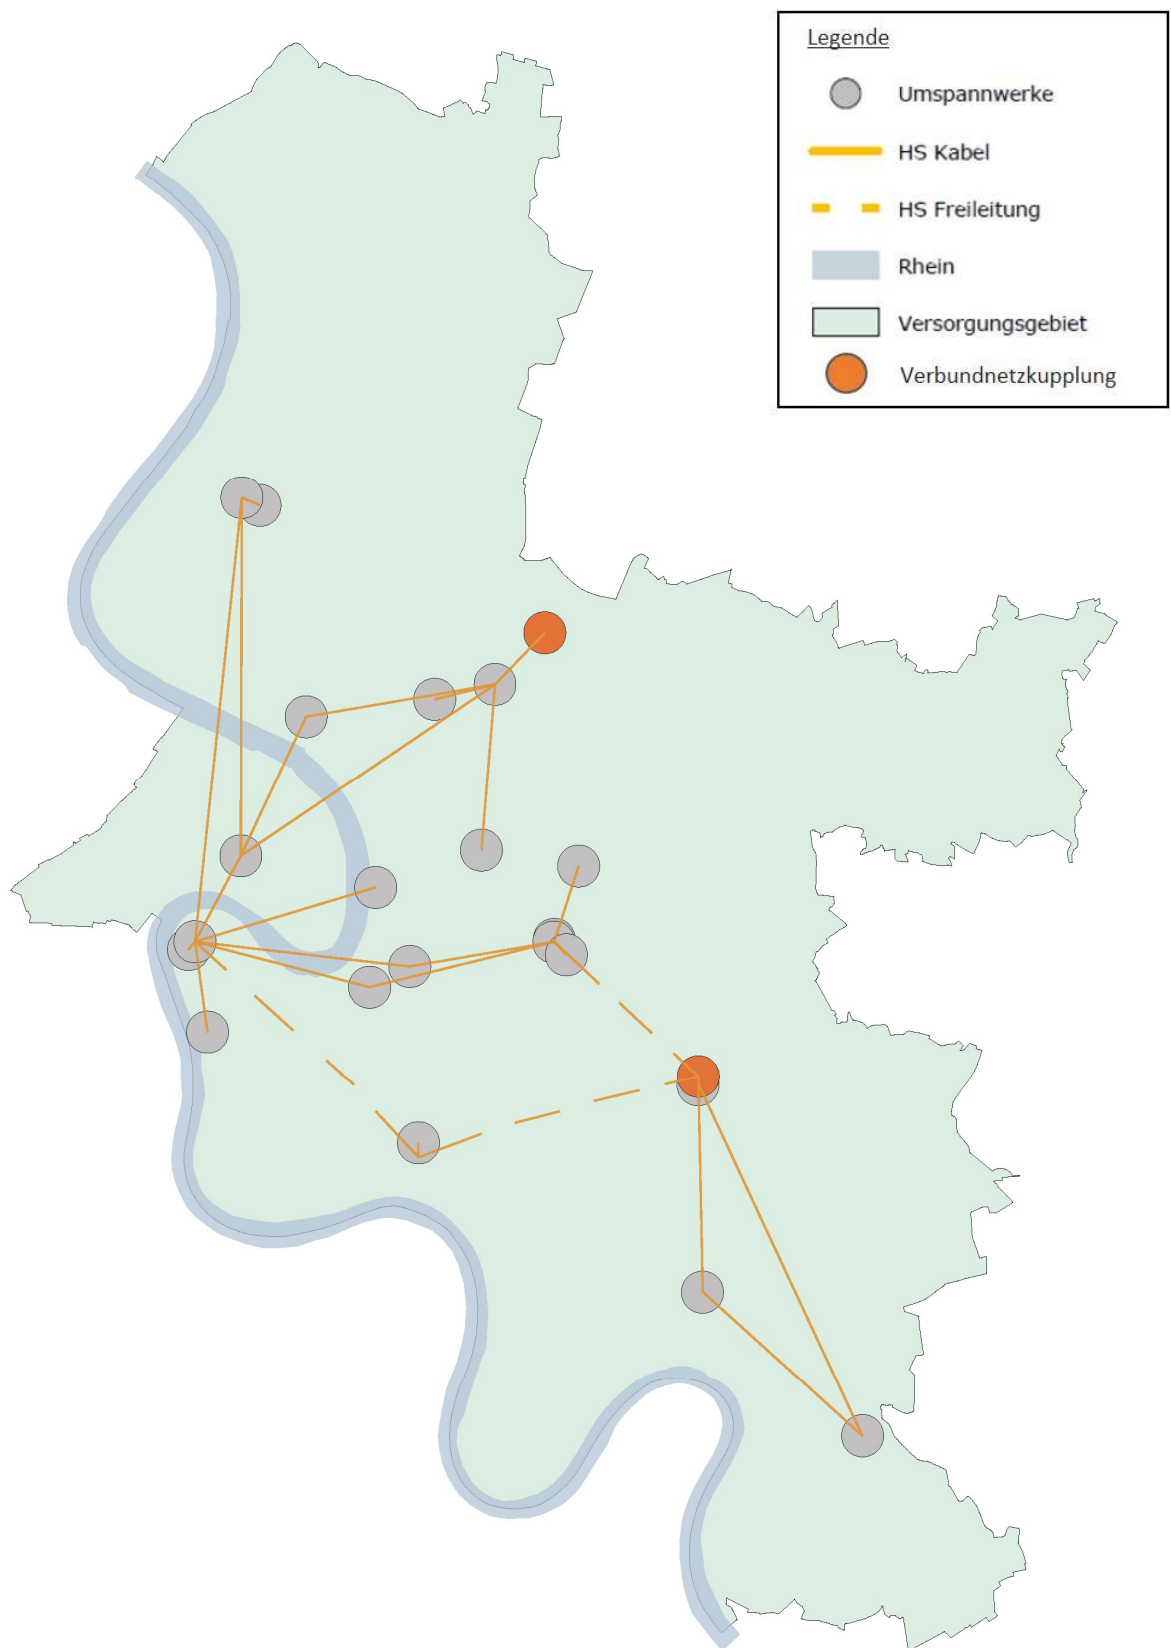 Legende
Umspannwerke
HS Kabel
HS Freileitung
Rhein
Versorgungsgebiet
Verbundnetzkupplung